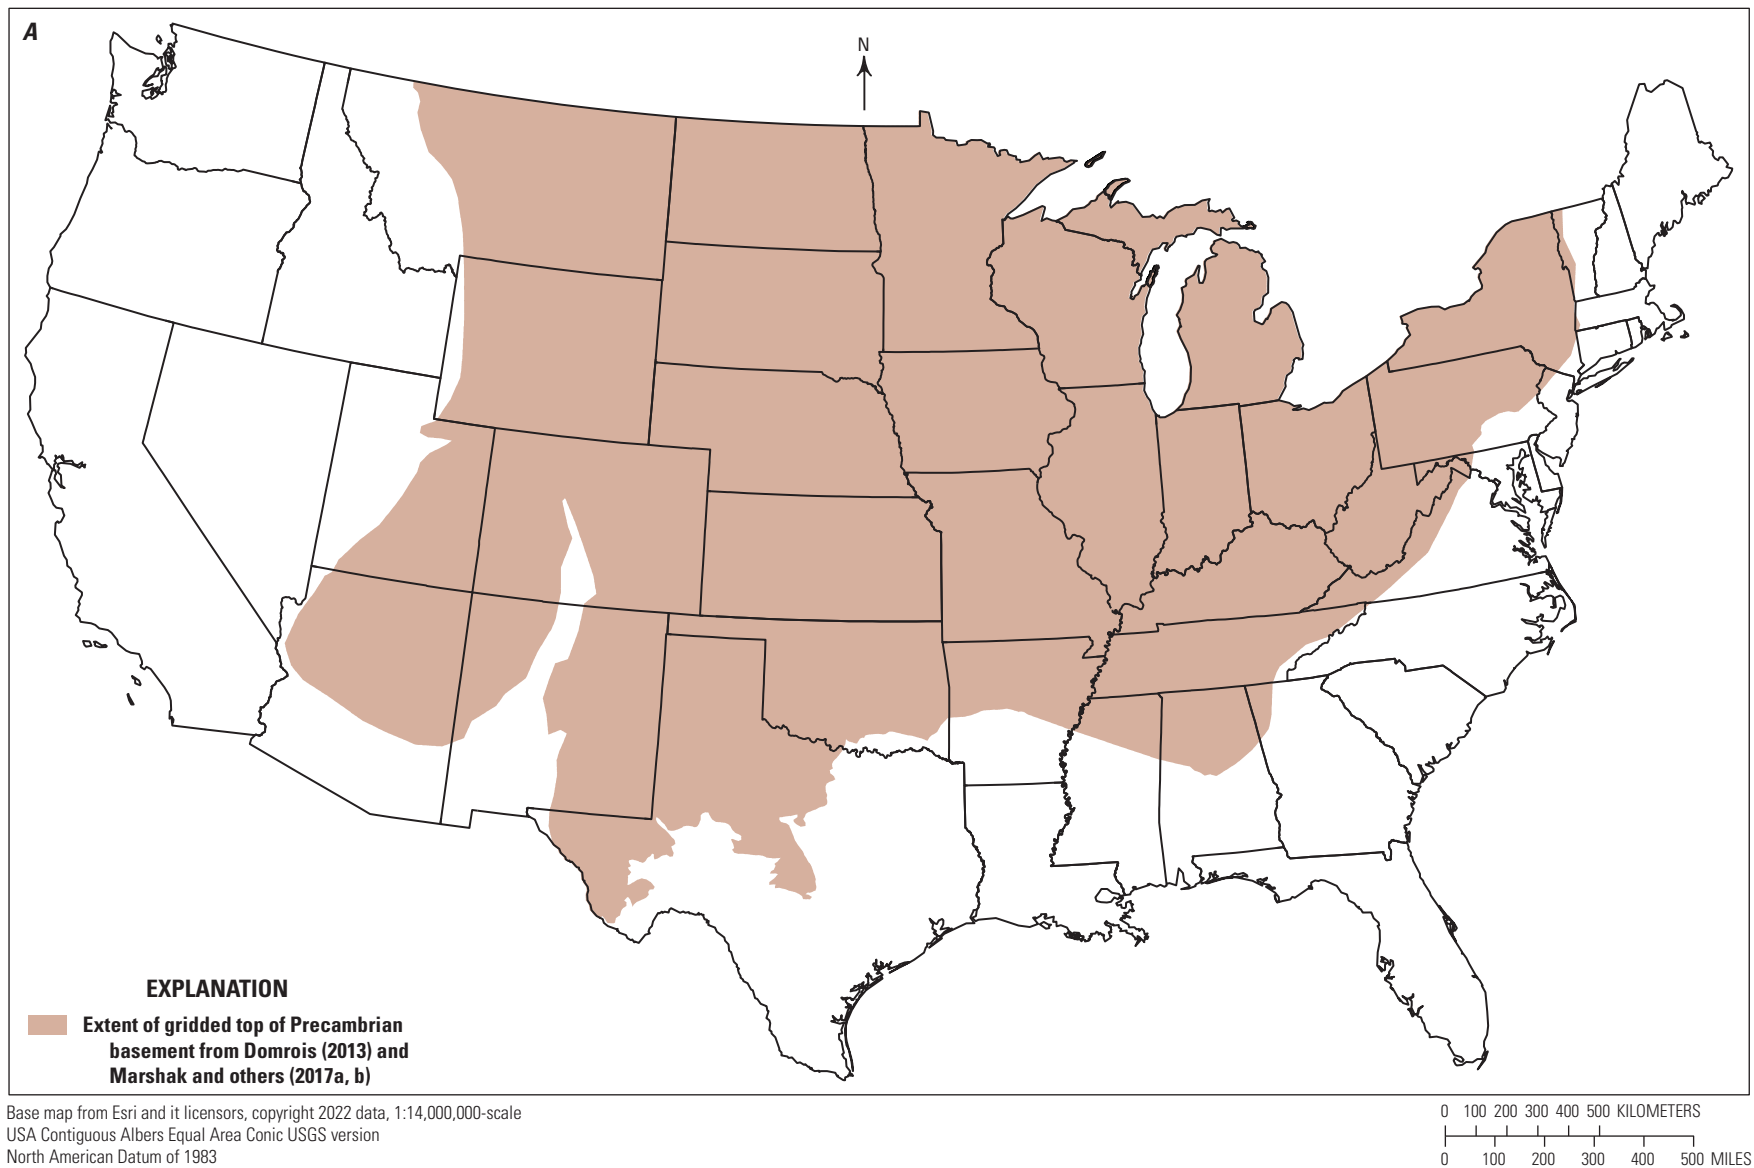 A
N
EXPLANATION
Extent of gridded top of Precambrian
basement from Domrois (2013) and
Marshak and others (2017a, b)
Base map from Esri and it licensors, copyright 2022 data, 1:14,000,000-scale
USA Contiguous Albers Equal Area Conic USGS version
North American Datum of 1983
0 100 200 300 400 500 KILOMETERS
0 100 200 300 400 500 MILES